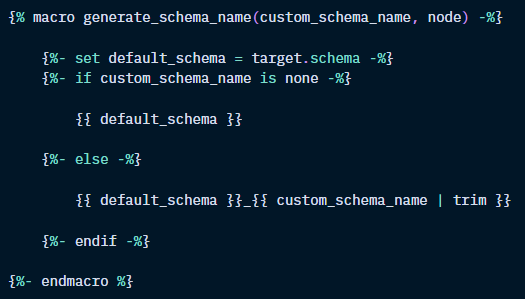 {% macro generate_schema_name(custom_schema_name, node) -%}
{%- set default_schema = target.schema -%}
{%- if custom_schema_name is none -%}
{{ default_schema }}
{%- else -%}
{{ default_schema }}_{{ custom_schema_name | trim }}
{%- endif -%}
{%- endmacro %}